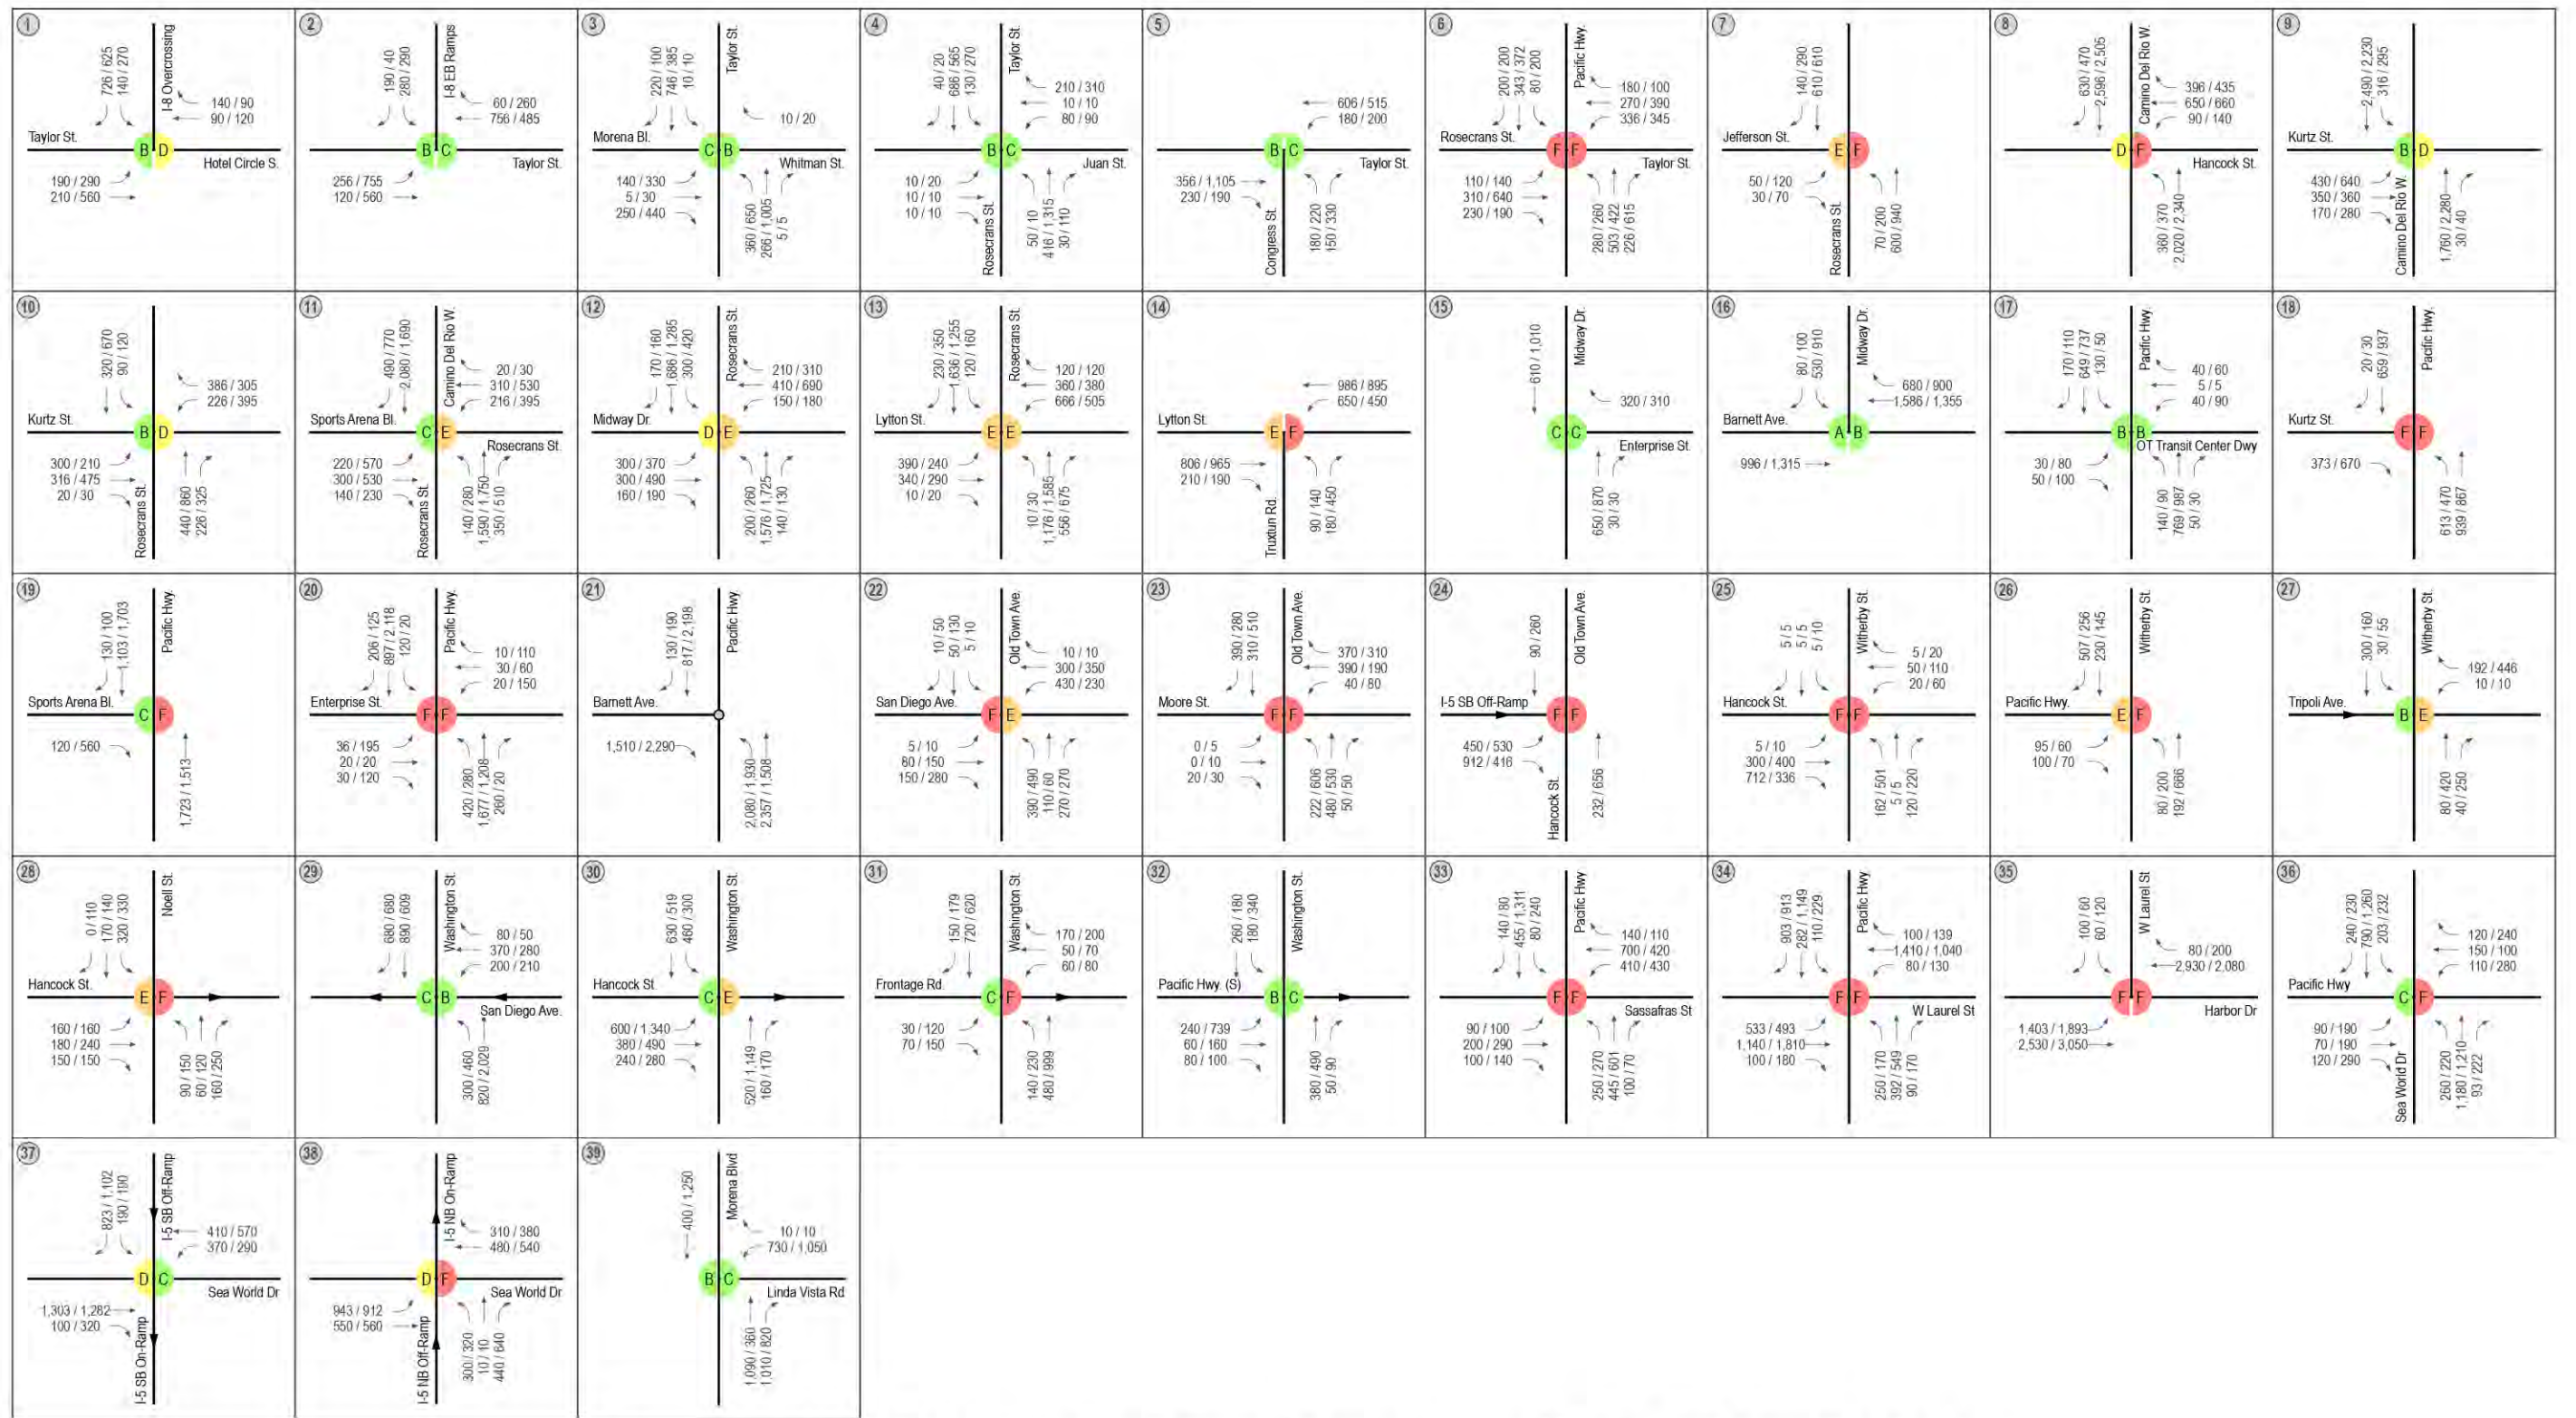 1
726 / 625
140 / 270
I-8 Overcrossing
140 / 90
90 / 120
Taylor St.
B D
Hotel Circle S.
190 / 290
210 / 560
2
190 / 40
280 / 290
I-8 EB Ramps
60 / 260
756 / 485
B C
Taylor St.
256 / 755
120 / 560
3
220 / 100
746 / 385
10 / 10
Taylor St.
10 / 20
Morena Bl.
C B
Whitman St.
140 / 330
5 / 30
250 / 440
360 / 650
266 / 1,005
5 / 5
4
40 / 20
686 / 565
130 / 270
Taylor St.
210 / 310
10 / 10
80 / 90
B C
Juan St.
10 / 20
10 / 10
10 / 10
Rosecrans St.
50 / 10
416 / 1,315
30 / 110
5
606 / 515
180 / 200
B C
Taylor St.
356 / 1,105
230 / 190
Congress St.
180 / 220
150 / 330
6
200 / 200
343 / 372
80 / 200
Pacific Hwy.
180 / 100
270 / 390
336 / 345
Rosecrans St.
F F
Taylor St.
110 / 140
310 / 640
230 / 190
280 / 260
503 / 422
226 / 615
7
140 / 290
610 / 610
Jefferson St.
E F
50 / 120
30 / 70
Rosecrans St.
70 / 200
600 / 940
8
630 / 470
2,596 / 2,505
Camino Del Rio W.
396 / 435
650 / 660
90 / 140
D F
Hancock St.
360 / 370
2,020 / 2,340
9
2,490 / 2,230
316 / 295
Kurtz St.
B D
430 / 640
350 / 360
170 / 280
Camino Del Rio W.
1,760 / 2,280
30 / 40
10
320 / 670
90 / 120
386 / 305
226 / 395
Kurtz St.
B D
300 / 210
316 / 475
20 / 30
Rosecrans St.
440 / 860
226 / 325
11
490 / 770
2,080 / 1,690
Camino Del Rio W.
20 / 30
310 / 530
216 / 395
Sports Arena Bl.
C E
Rosecrans St.
220 / 570
300 / 530
140 / 230
Rosecrans St.
140 / 280
1,590 / 1,750
350 / 510
12
170 / 160
1,686 / 1,285
300 / 420
Rosecrans St.
210 / 310
410 / 690
150 / 180
Midway Dr.
D E
300 / 370
300 / 490
160 / 190
200 / 260
1,576 / 1,725
140 / 130
13
230 / 350
1,636 / 1,255
120 / 160
Rosecrans St.
120 / 120
360 / 380
666 / 505
Lytton St.
E E
390 / 240
340 / 290
10 / 20
10 / 30
1,176 / 1,585
556 / 675
14
986 / 895
650 / 450
Lytton St.
E F
806 / 965
210 / 190
Truxtun Rd.
90 / 140
180 / 450
15
610 / 1,010
Midway Dr.
320 / 310
C C
Enterprise St.
650 / 870
30 / 30
16
80 / 100
530 / 910
Midway Dr.
680 / 900
1,586 / 1,355
Barnett Ave.
A B
996 / 1,315
17
170 / 110
649 / 737
130 / 50
Pacific Hwy.
40 / 60
5 / 5
40 / 90
B B
OT Transit Center Dwy
30 / 80
50 / 100
140 / 90
769 / 987
50 / 30
18
20 / 30
659 / 937
Pacific Hwy.
Kurtz St.
F F
373 / 670
613 / 470
939 / 867
19
130 / 100
1,103 / 1,703
Pacific Hwy.
Sports Arena Bl.
C F
120 / 560
1,723 / 1,513
20
206 / 125
897 / 2,118
120 / 20
Pacific Hwy.
10 / 110
30 / 60
20 / 150
Enterprise St.
F F
36 / 195
20 / 20
30 / 120
420 / 280
1,677 / 1,208
260 / 20
21
130 / 190
817 / 2,198
Pacific Hwy.
Barnett Ave.
1,510 / 2,290
2,080 / 1,930
2,357 / 1,508
22
10 / 50
50 / 130
5 / 10
Old Town Ave.
10 / 10
300 / 350
430 / 230
San Diego Ave.
F E
5 / 10
60 / 150
150 / 280
390 / 490
110 / 60
270 / 270
23
390 / 280
310 / 510
Old Town Ave.
370 / 310
390 / 190
40 / 80
Moore St.
F F
0 / 5
0 / 10
20 / 30
222 / 606
480 / 530
50 / 50
24
90 / 260
Old Town Ave.
I-5 SB Off-Ramp
F F
450 / 530
912 / 416
Hancock St.
232 / 656
25
5 / 5
5 / 5
5 / 10
Witherby St.
5 / 20
50 / 110
20 / 60
Hancock St.
F F
5 / 10
300 / 400
712 / 336
162 / 501
5 / 5
120 / 220
26
507 / 256
230 / 145
Witherby St.
Pacific Hwy.
E F
95 / 60
100 / 70
80 / 200
192 / 666
27
300 / 160
30 / 55
Witherby St.
192 / 446
10 / 10
Tripoli Ave.
B E
80 / 420
40 / 250
28
0 / 110
170 / 140
320 / 330
Noell St.
Hancock St.
E F
160 / 160
180 / 240
150 / 150
90 / 150
60 / 120
160 / 250
29
680 / 680
890 / 609
Washington St.
80 / 50
370 / 280
200 / 210
C B
San Diego Ave.
300 / 460
820 / 2,029
30
630 / 519
460 / 300
Washington St.
Hancock St.
C E
600 / 1,340
380 / 490
240 / 280
520 / 1,149
160 / 170
31
150 / 179
720 / 620
Washington St.
170 / 200
50 / 70
60 / 80
Frontage Rd.
C F
30 / 120
70 / 150
140 / 230
480 / 999
32
260 / 180
180 / 340
Washington St.
Pacific Hwy. (S)
B C
240 / 739
60 / 160
80 / 100
380 / 490
50 / 90
33
140 / 80
455 / 1,311
80 / 240
Pacific Hwy
140 / 110
700 / 420
410 / 430
F F
Sassafras St
90 / 100
200 / 290
100 / 140
250 / 270
445 / 601
100 / 70
34
903 / 913
282 / 1,149
110 / 229
Pacific Hwy.
100 / 139
1,410 / 1,040
80 / 130
F F
W Laurel St
533 / 493
1,140 / 1,810
100 / 180
250 / 170
392 / 549
90 / 170
35
100 / 60
60 / 120
W Laurel St
80 / 200
2,930 / 2,080
F F
Harbor Dr
1,403 / 1,893
2,530 / 3,050
36
240 / 230
790 / 1,260
203 / 232
120 / 240
150 / 100
110 / 280
Pacific Hwy
C F
90 / 190
70 / 190
120 / 290
Sea World Dr
260 / 220
1,180 / 1,210
93 / 222
37
823 / 1,102
190 / 190
I-5 SB Off-Ramp
410 / 570
370 / 290
D C
Sea World Dr
1,303 / 1,282
100 / 320
I-5 SB On-Ramp
38
I-5 NB On-Ramp
310 / 380
480 / 540
D F
Sea World Dr
943 / 912
550 / 560
I-5 NB Off-Ramp
300 / 320
10 / 10
440 / 640
39
400 / 1,250
Morena Blvd
10 / 10
730 / 1,050
B C
Linda Vista Rd
1,090 / 360
1,010 / 820